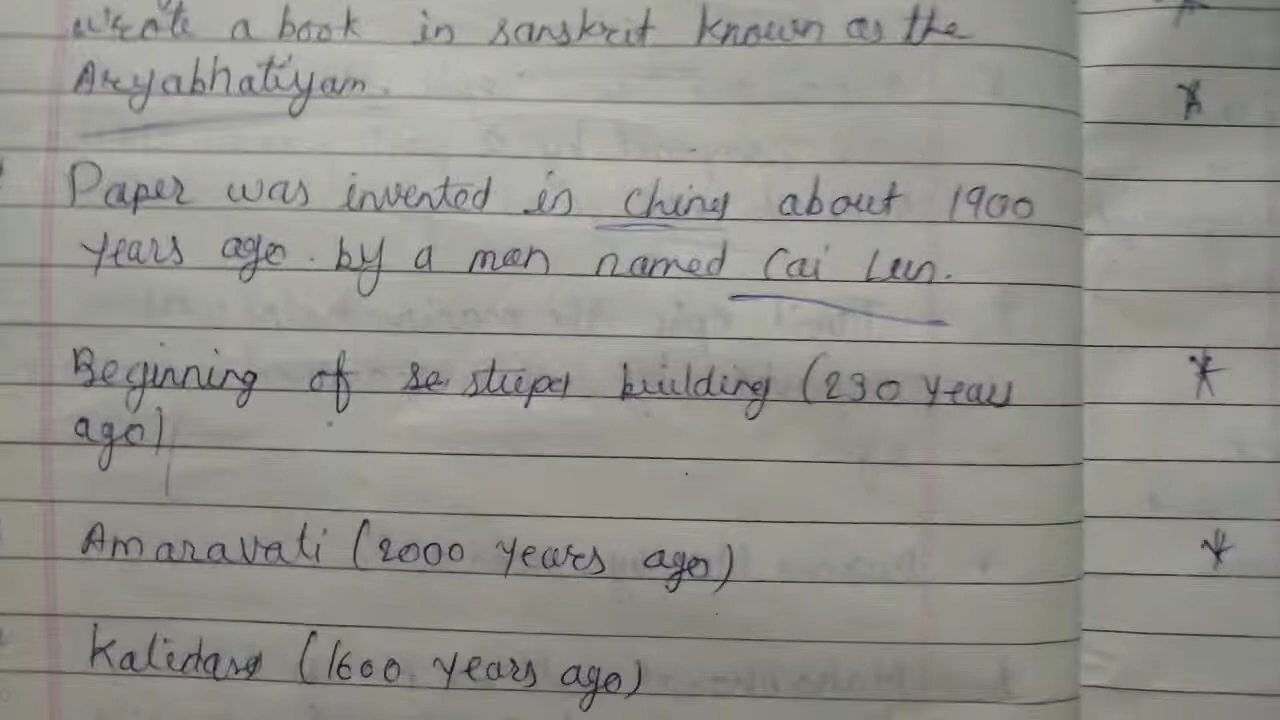 wrote a book in sanskrit known as the
Aryabhatiyam.
Paper was invented in China about 1900
years ago. by a man named Cai Lun.
Beginning of stupa building (230 years
ago)
Amaravati (2000 years ago)
Kalidasa (1600 years ago)